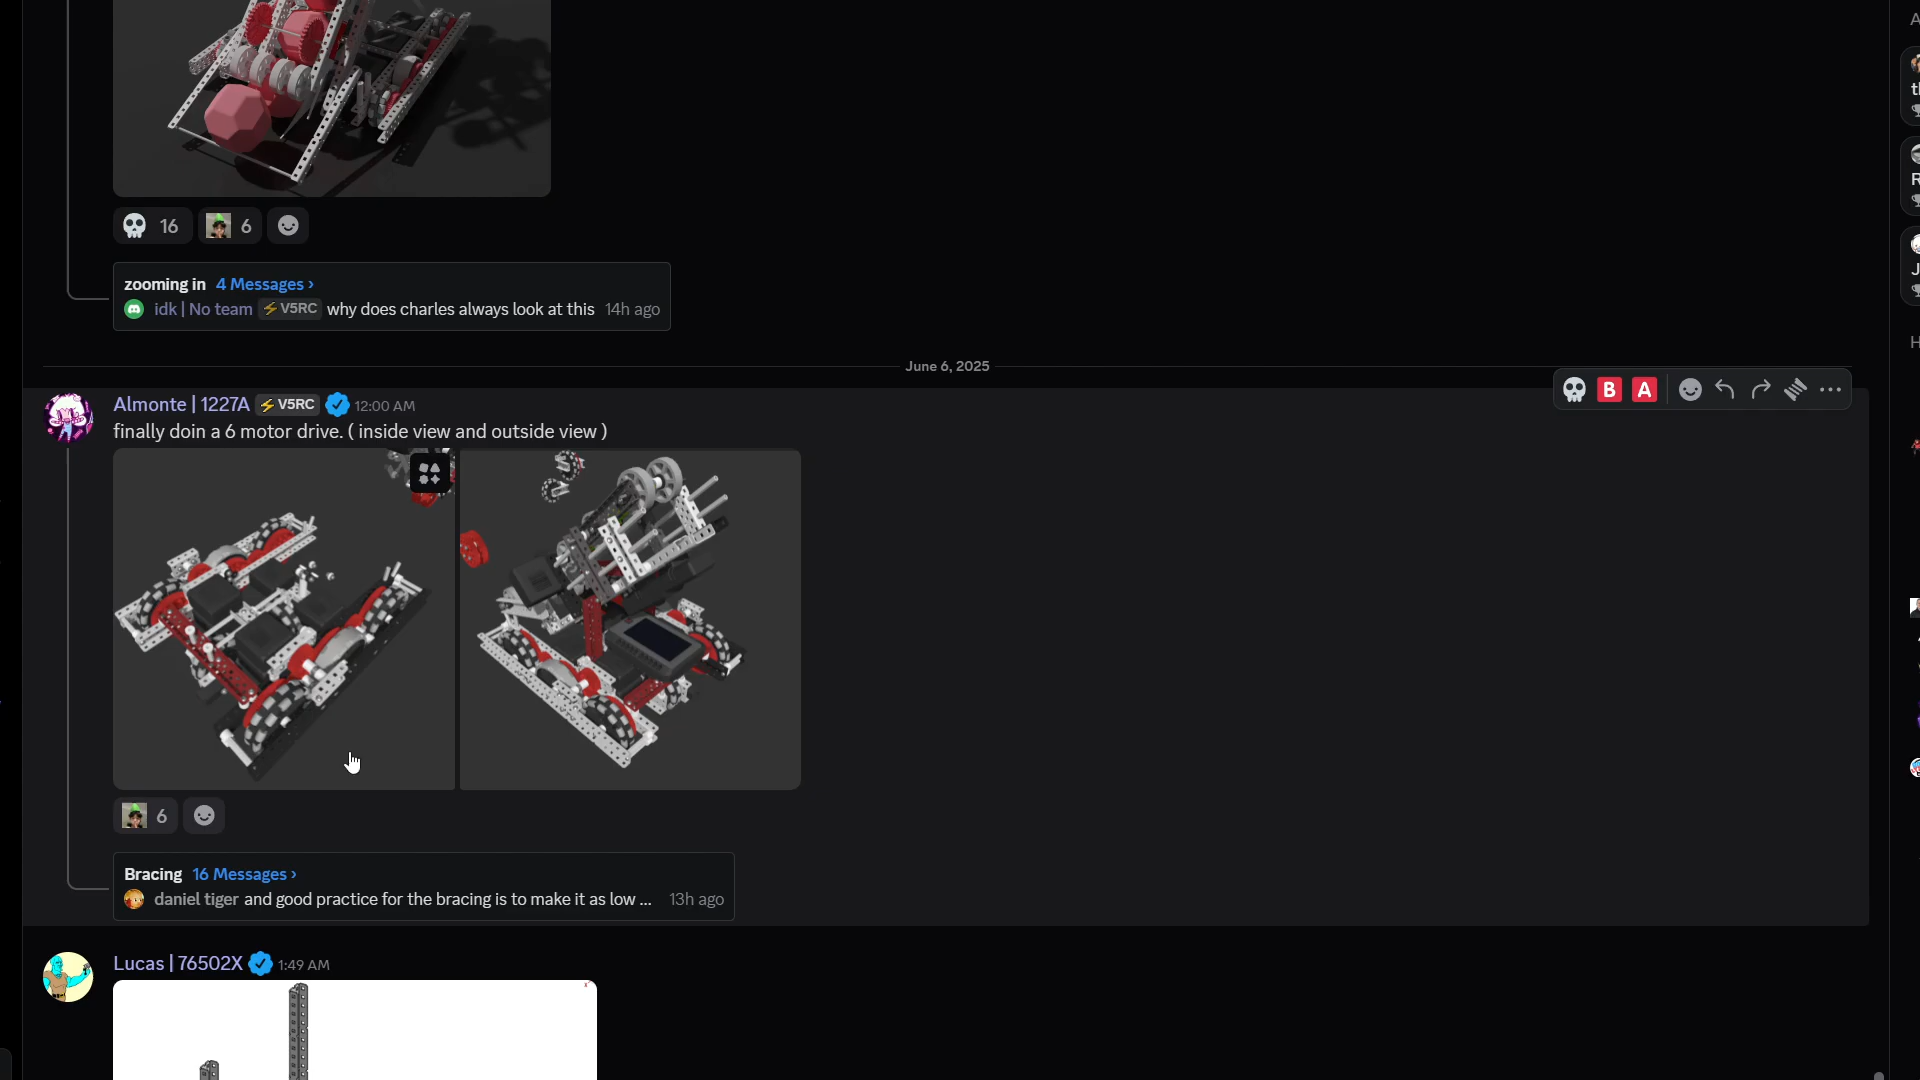 16
6
zooming in 4 Messages ›
idk | No team V5RC why does charles always look at this 14h ago
June 6, 2025
Almonte | 1227A V5RC 12:00 AM
B A
finally doin a 6 motor drive. ( inside view and outside view )
6
Bracing 16 Messages ›
daniel tiger and good practice for the bracing is to make it as low ... 13h ago
Lucas | 76502X 1:49 AM